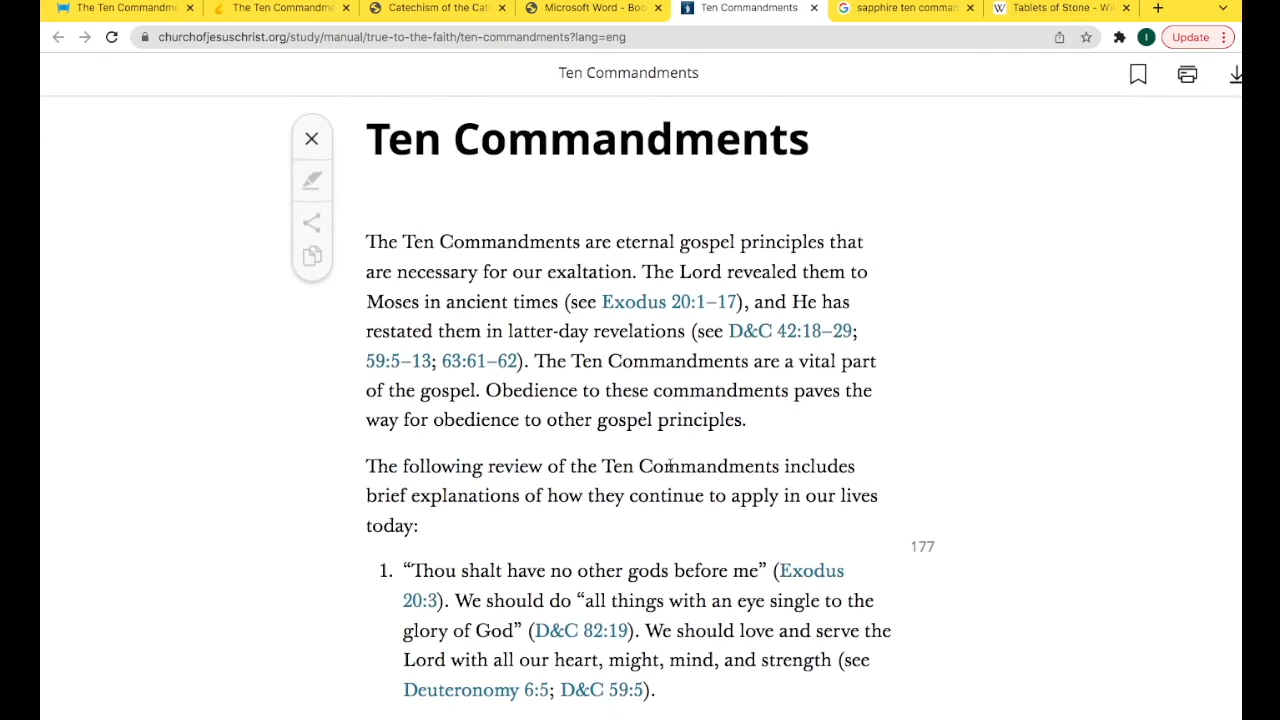 The Ten Commandme
The Ten Commandme
Catechism of the Cat
Microsoft Word - Boo
Ten Commandments
sapphire ten comman
Tablets of Stone - Wi
churchofjesuschrist.org/study/manual/true-to-the-faith/ten-commandments?lang=eng
I
Update
Ten Commandments
Ten Commandments
The Ten Commandments are eternal gospel principles that
are necessary for our exaltation. The Lord revealed them to
Moses in ancient times (see Exodus 20:1–17), and He has
restated them in latter-day revelations (see D&C 42:18–29;
59:5–13; 63:61–62). The Ten Commandments are a vital part
of the gospel. Obedience to these commandments paves the
way for obedience to other gospel principles.
The following review of the Ten Commandments includes
brief explanations of how they continue to apply in our lives
today:
177
1. “Thou shalt have no other gods before me” (Exodus
20:3). We should do “all things with an eye single to the
glory of God” (D&C 82:19). We should love and serve the
Lord with all our heart, might, mind, and strength (see
Deuteronomy 6:5; D&C 59:5).